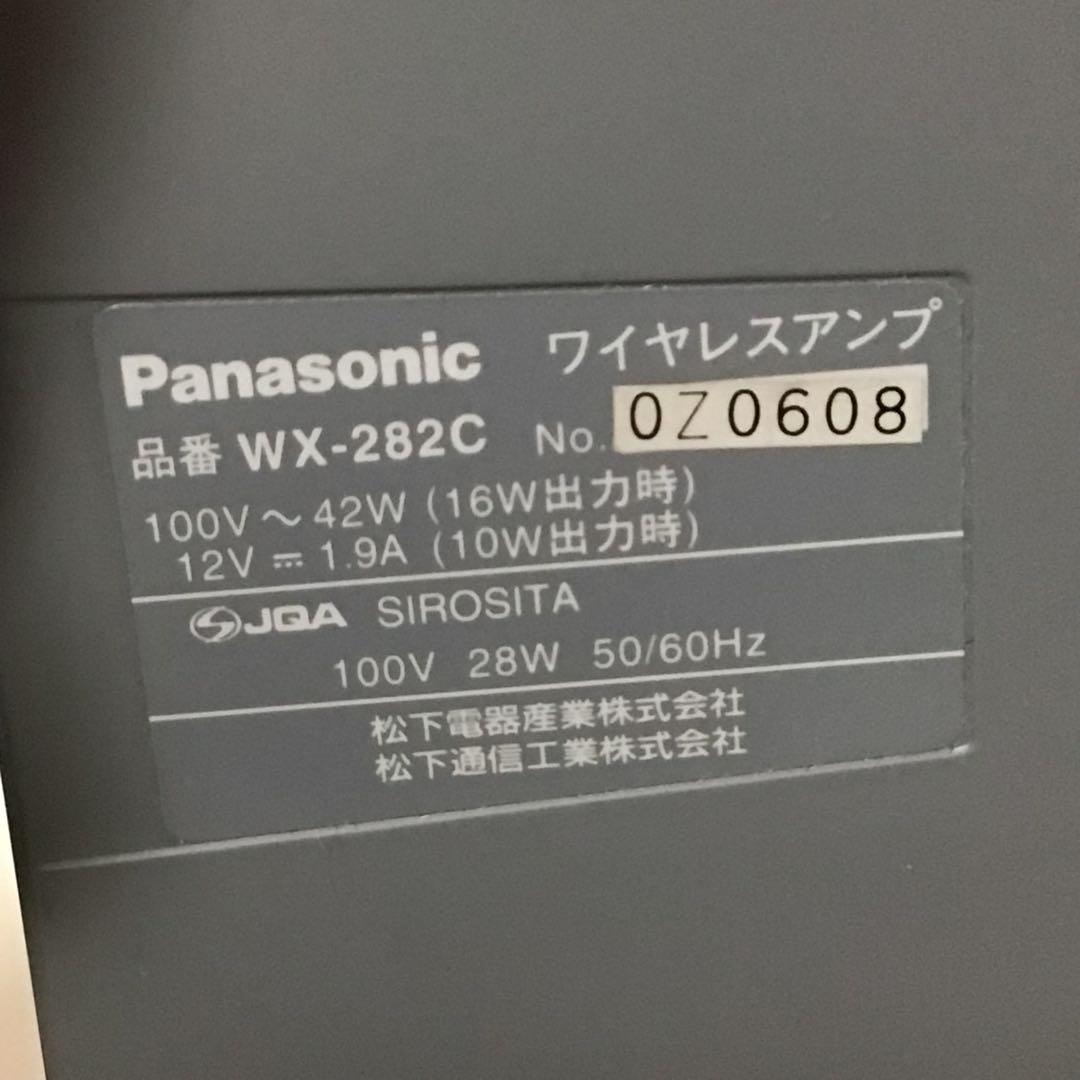 Panasonic ワイヤレスアンプ
品番 WX-282C No. 0Z0608
100V～42W (16W出力時)
12V⎓1.9A (10W出力時)
JQA SIROSITA
100V 28W 50/60Hz
松下電器産業株式会社
松下通信工業株式会社